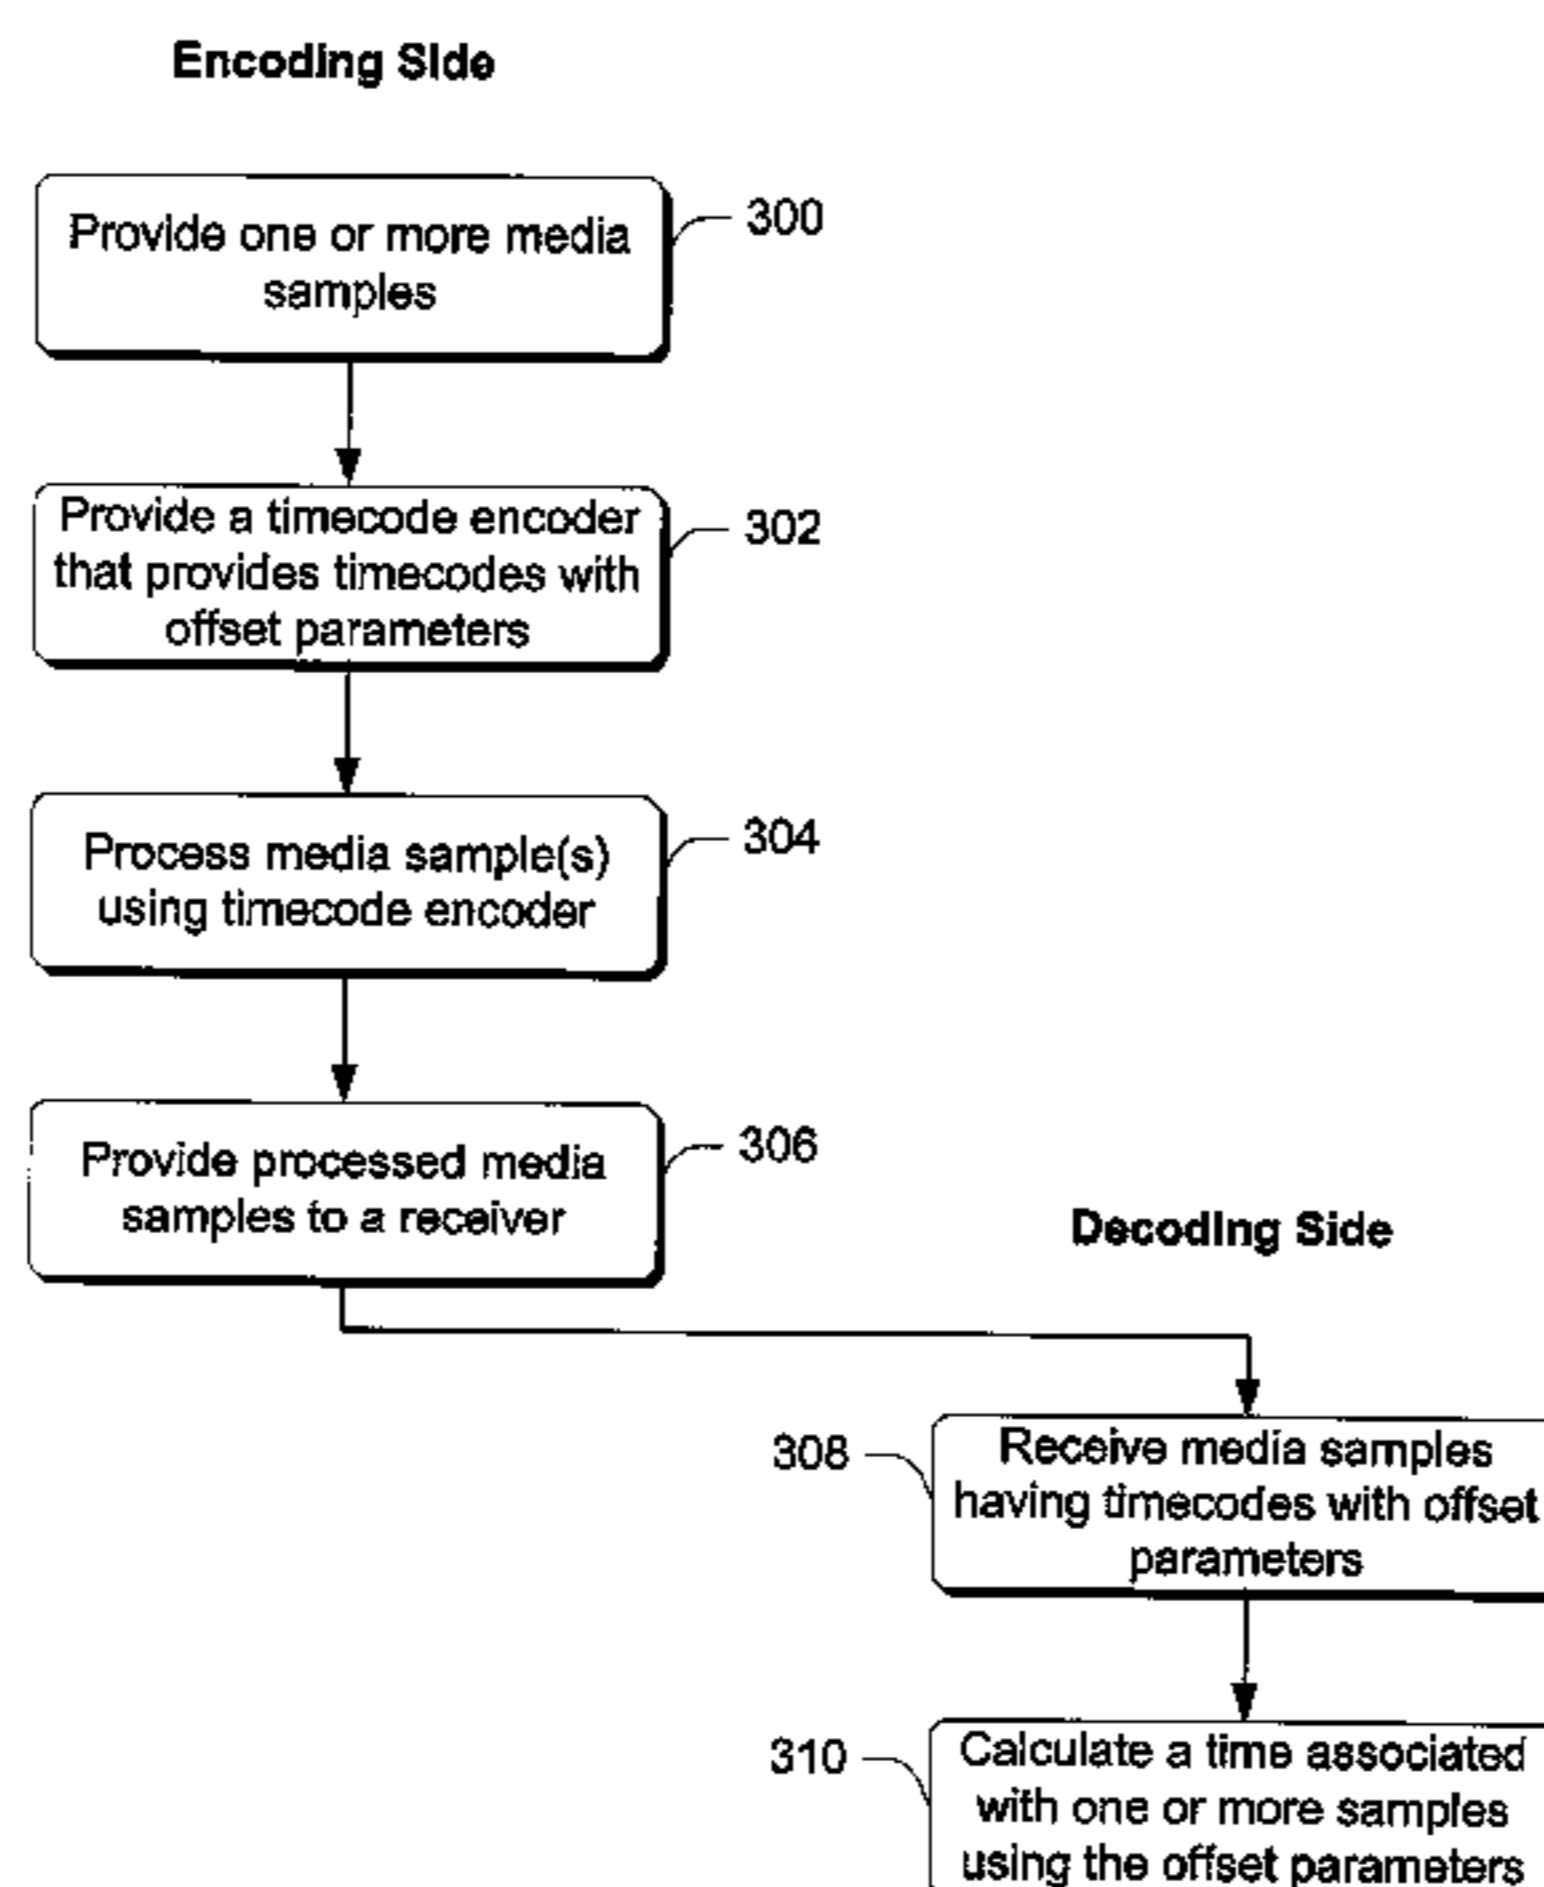 Encoding Side
Provide one or more media
samples
300
Provide a timecode encoder
that provides timecodes with
offset parameters
302
Process media sample(s)
using timecode encoder
304
Provide processed media
samples to a receiver
306
Decoding Side
308
Receive media samples
having timecodes with offset
parameters
310
Calculate a time associated
with one or more samples
using the offset parameters